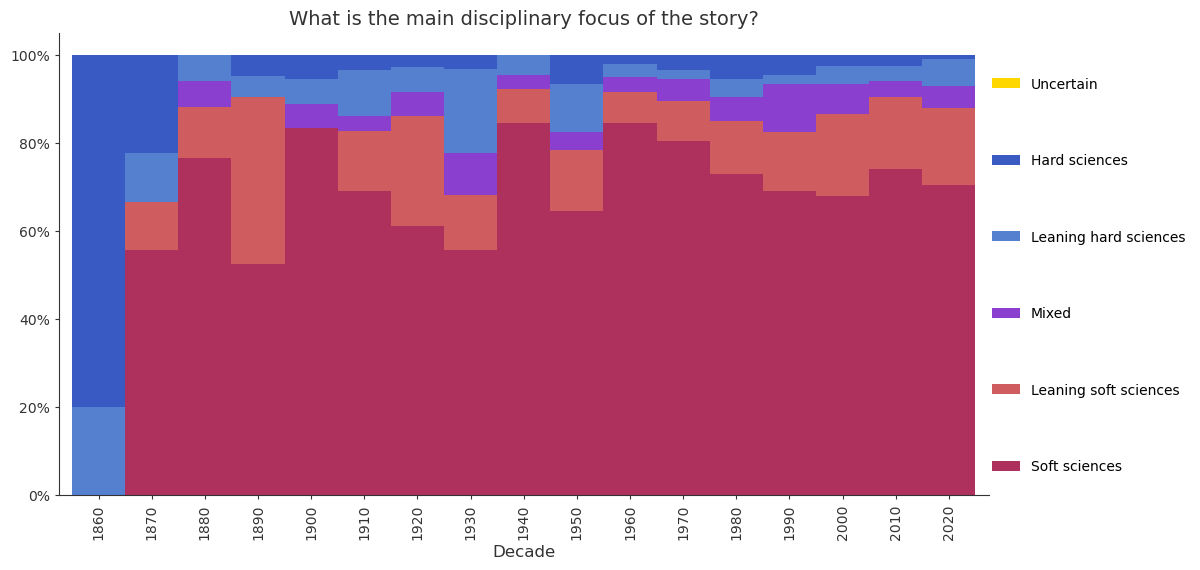 What is the main disciplinary focus of the story?
100%
80%
60%
40%
20%
0%
1860
1870
1880
1890
1900
1910
1920
1930
1940
1950
1960
1970
1980
1990
2000
2010
2020
Decade
Uncertain
Hard sciences
Leaning hard sciences
Mixed
Leaning soft sciences
Soft sciences